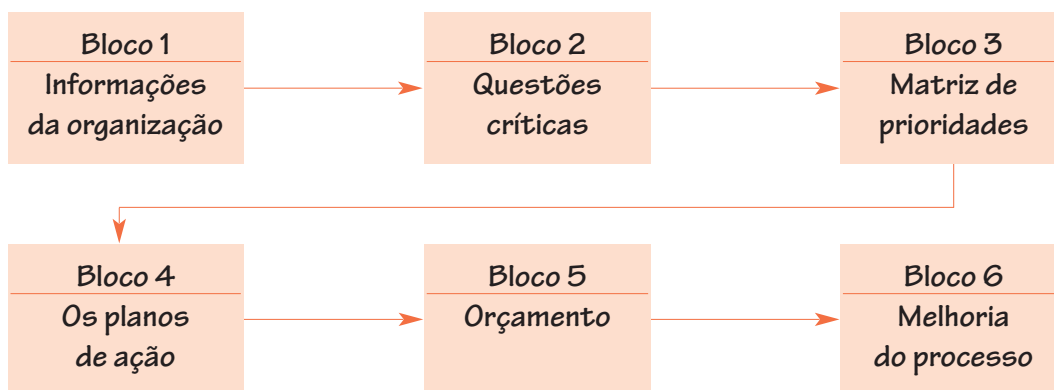 Bloco 1
Informações
da organização
Bloco 2
Questões
críticas
Bloco 3
Matriz de
prioridades
Bloco 4
Os planos
de ação
Bloco 5
Orçamento
Bloco 6
Melhoria
do processo